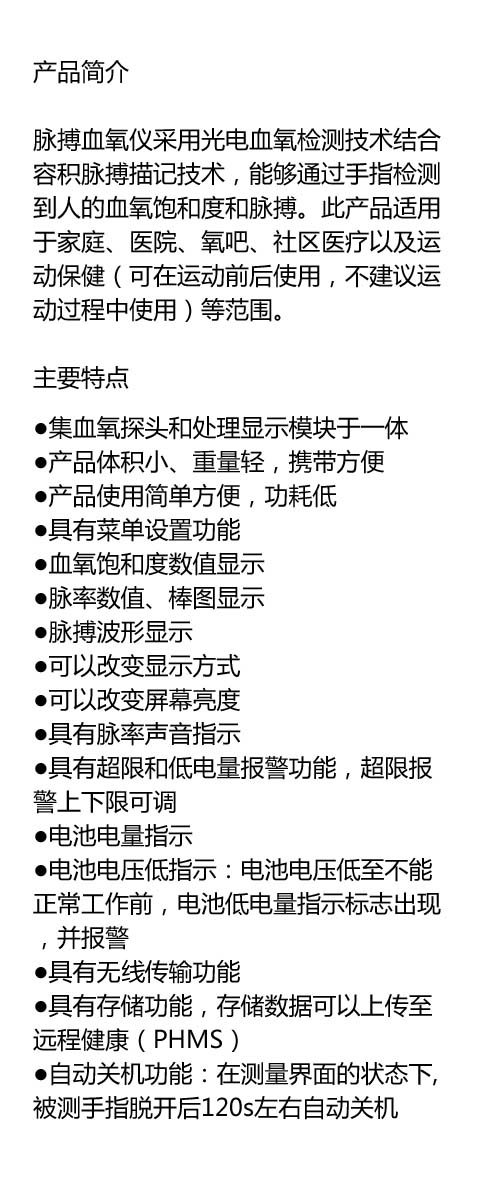 产品简介
脉搏血氧仪采用光电血氧检测技术结合
容积脉搏描记技术，能够通过手指检测
到人的血氧饱和度和脉搏。此产品适用
于家庭、医院、氧吧、社区医疗以及运
动保健（可在运动前后使用，不建议运
动过程中使用）等范围。
主要特点
●集血氧探头和处理显示模块于一体
●产品体积小、重量轻，携带方便
●产品使用简单方便，功耗低
●具有菜单设置功能
●血氧饱和度数值显示
●脉率数值、棒图显示
●脉搏波形显示
●可以改变显示方式
●可以改变屏幕亮度
●具有脉率声音指示
●具有超限和低电量报警功能，超限报
警上下限可调
●电池电量指示
●电池电压低指示：电池电压低至不能
正常工作前，电池低电量指示标志出现
，并报警
●具有无线传输功能
●具有存储功能，存储数据可以上传至
远程健康（PHMS）
●自动关机功能：在测量界面的状态下,
被测手指脱开后120s左右自动关机